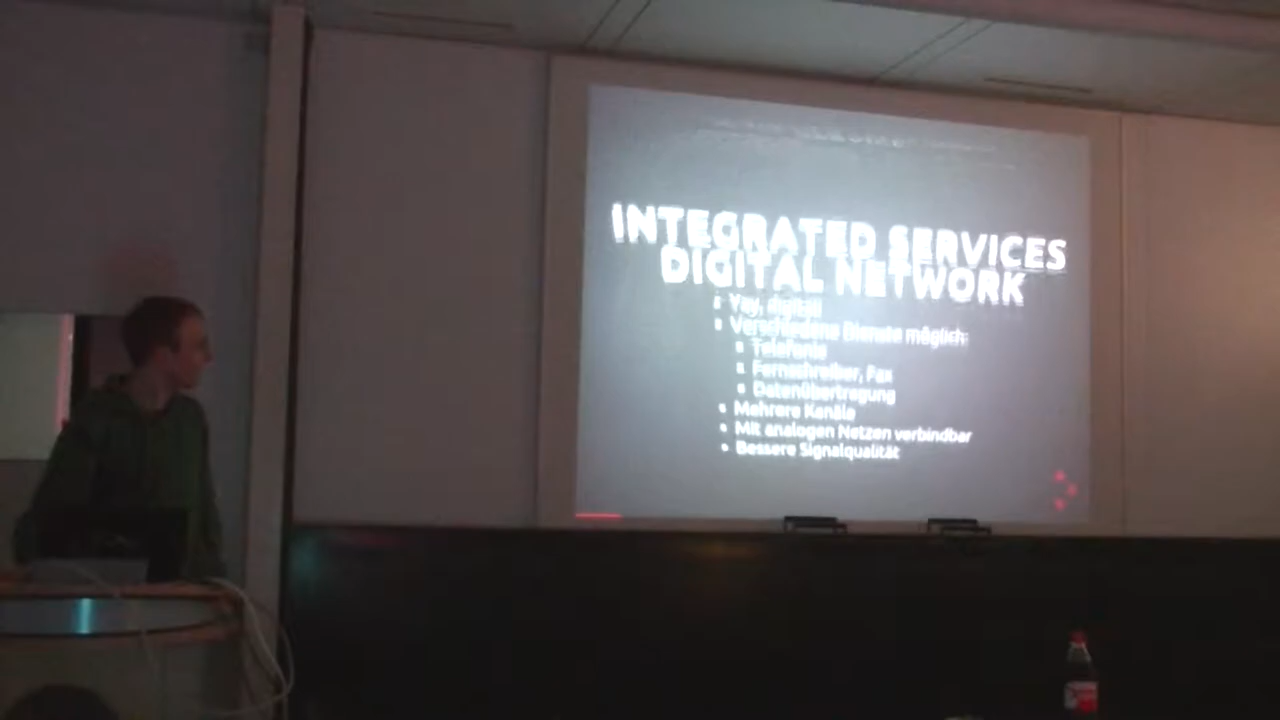 INTEGRATED SERVICES
DIGITAL NETWORK
Yay, digital!
Verschiedene Dienste möglich:
Telefonie
Fernschreiber, Fax
Datenübertragung
Mehrere Kanäle
Mit analogen Netzen verbindbar
Bessere Signalqualität